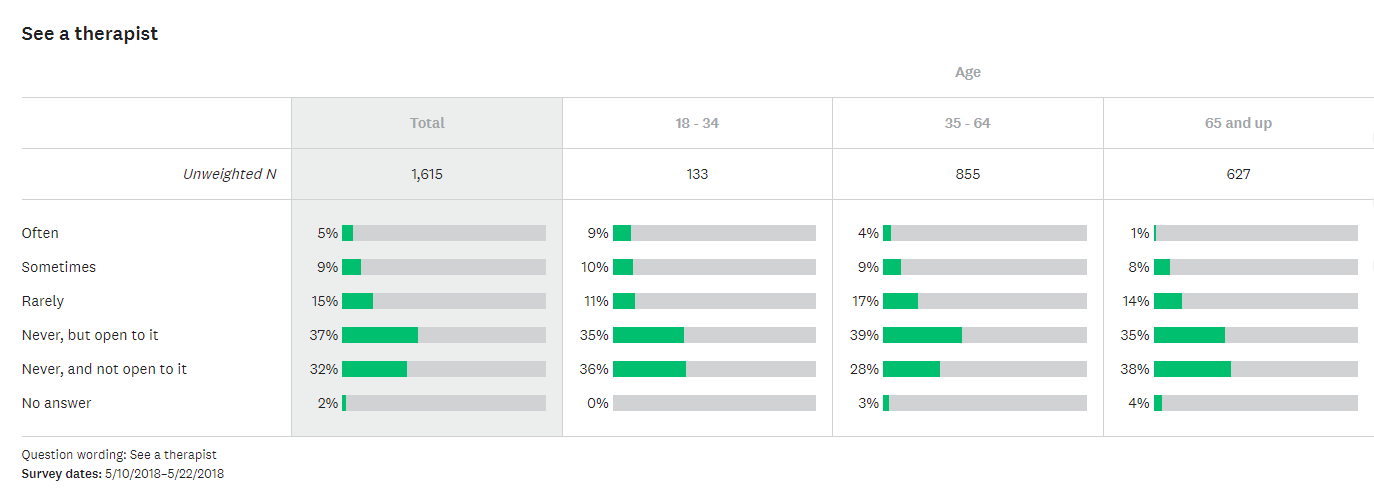 See a therapist
Age
Total 18 - 34 35 - 64 65 and up
Unweighted N 1,615 133 855 627
Often 5% 9% 4% 1%
Sometimes 9% 10% 9% 8%
Rarely 15% 11% 17% 14%
Never, but open to it 37% 35% 39% 35%
Never, and not open to it 32% 36% 28% 38%
No answer 2% 0% 3% 4%
Question wording: See a therapist
Survey dates: 5/10/2018–5/22/2018